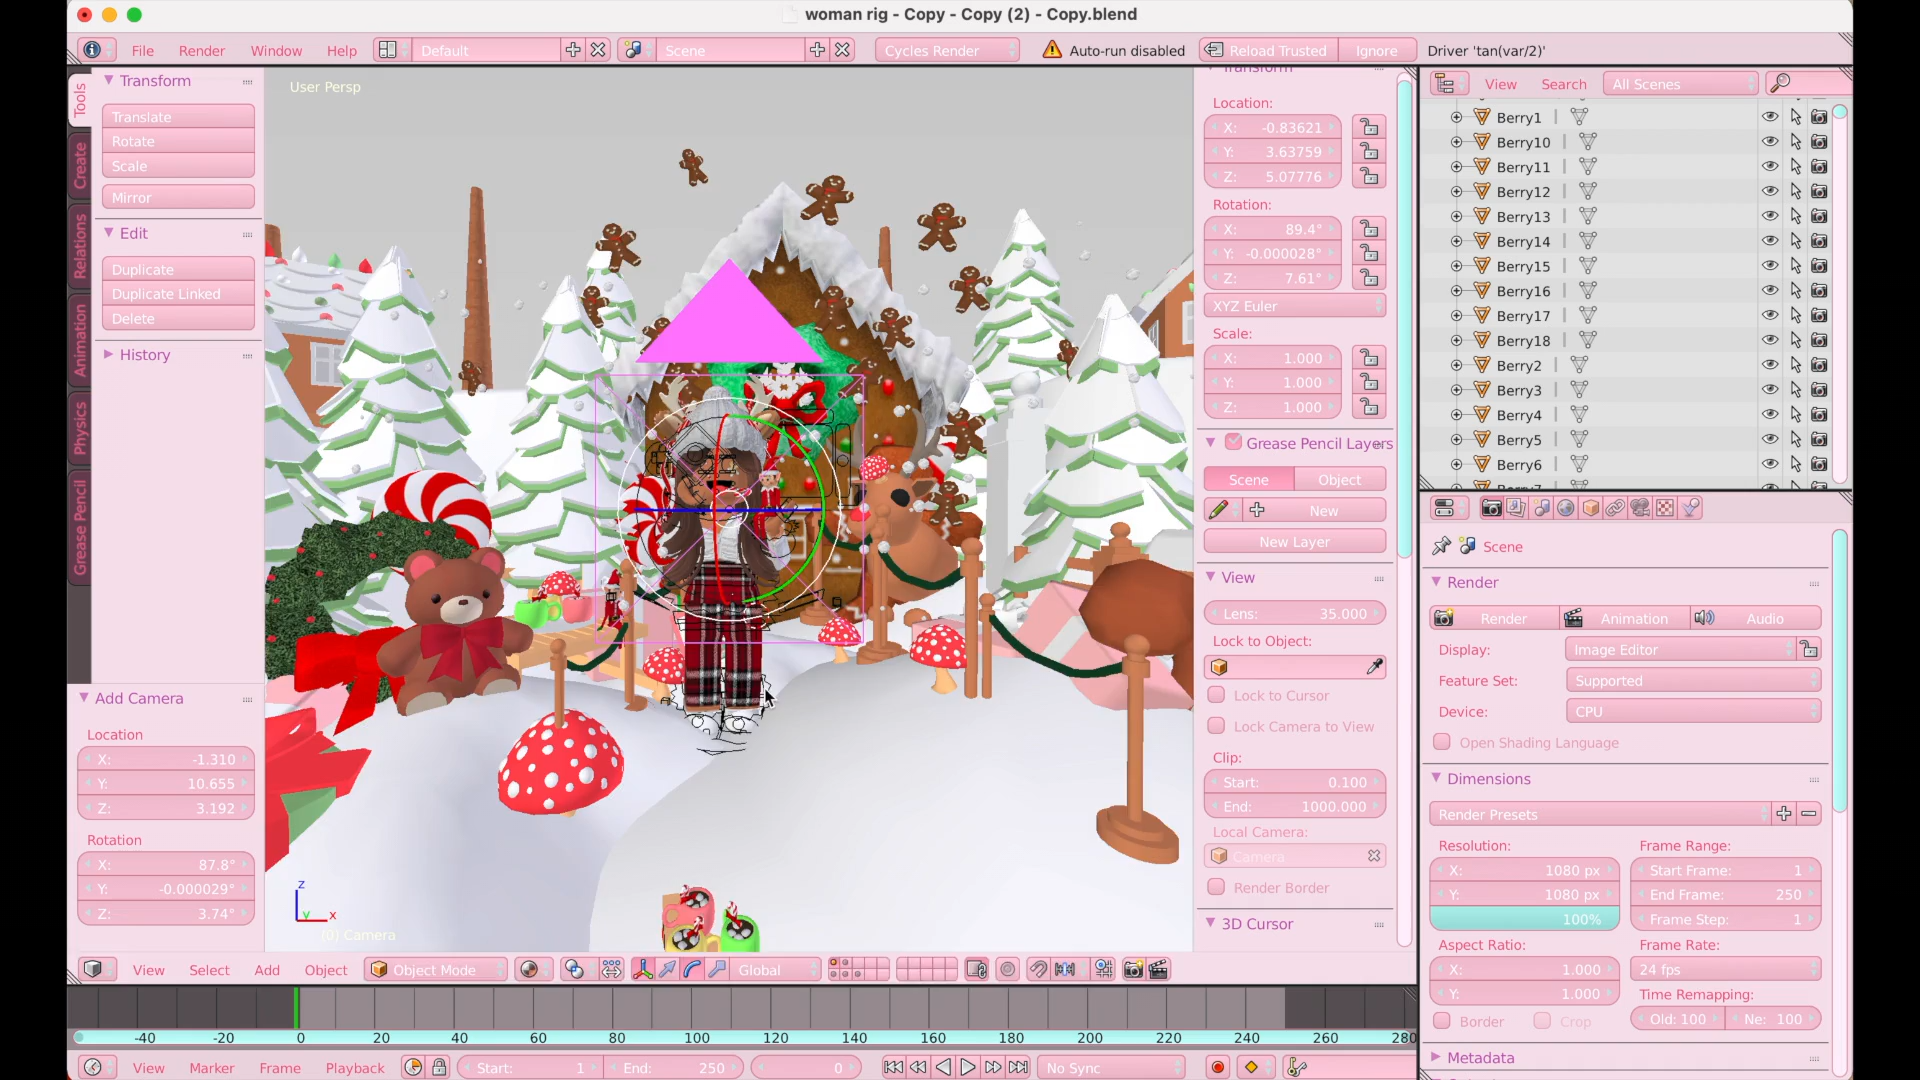 woman rig - Copy - Copy (2) - Copy.blend
File Render Window Help Default Scene Cycles Render Auto-run disabled Reload Trusted Ignore Driver 'tan(var/2)'
Tools
Create
Relations
Animation
Physics
Grease Pencil
Transform
Translate
Rotate
Scale
Mirror
Edit
Duplicate
Duplicate Linked
Delete
History
Add Camera
Location
X: -1.310
Y: 10.655
Z: 3.192
Rotation
X: 87.8°
Y: -0.000029°
Z: 3.74°
User Persp
z
y
x
(0) Camera
Transform
Location:
X: -0.83621
Y: 3.63759
Z: 5.07776
Rotation:
X: 89.4°
Y: -0.000028°
Z: 7.61°
XYZ Euler
Scale:
X: 1.000
Y: 1.000
Z: 1.000
Grease Pencil Layers
Scene Object
New
New Layer
View
Lens: 35.000
Lock to Object:
Lock to Cursor
Lock Camera to View
Clip:
Start: 0.100
End: 1000.000
Local Camera:
Camera
Render Border
3D Cursor
View Search All Scenes
Berry1
Berry10
Berry11
Berry12
Berry13
Berry14
Berry15
Berry16
Berry17
Berry18
Berry2
Berry3
Berry4
Berry5
Berry6
Scene
Render
Render Animation Audio
Display: Image Editor
Feature Set: Supported
Device: CPU
Open Shading Language
Dimensions
Render Presets
Resolution: Frame Range:
X: 1080 px Start Frame: 1
Y: 1080 px End Frame: 250
100% Frame Step: 1
Aspect Ratio: Frame Rate:
X: 1.000 24 fps
Y: 1.000 Time Remapping:
Border Crop Old: 100 Ne: 100
Metadata
View Select Add Object Object Mode Global
-40 -20 0 20 40 60 80 100 120 140 160 180 200 220 240 260 280
View Marker Frame Playback Start: 1 End: 250 0 No Sync